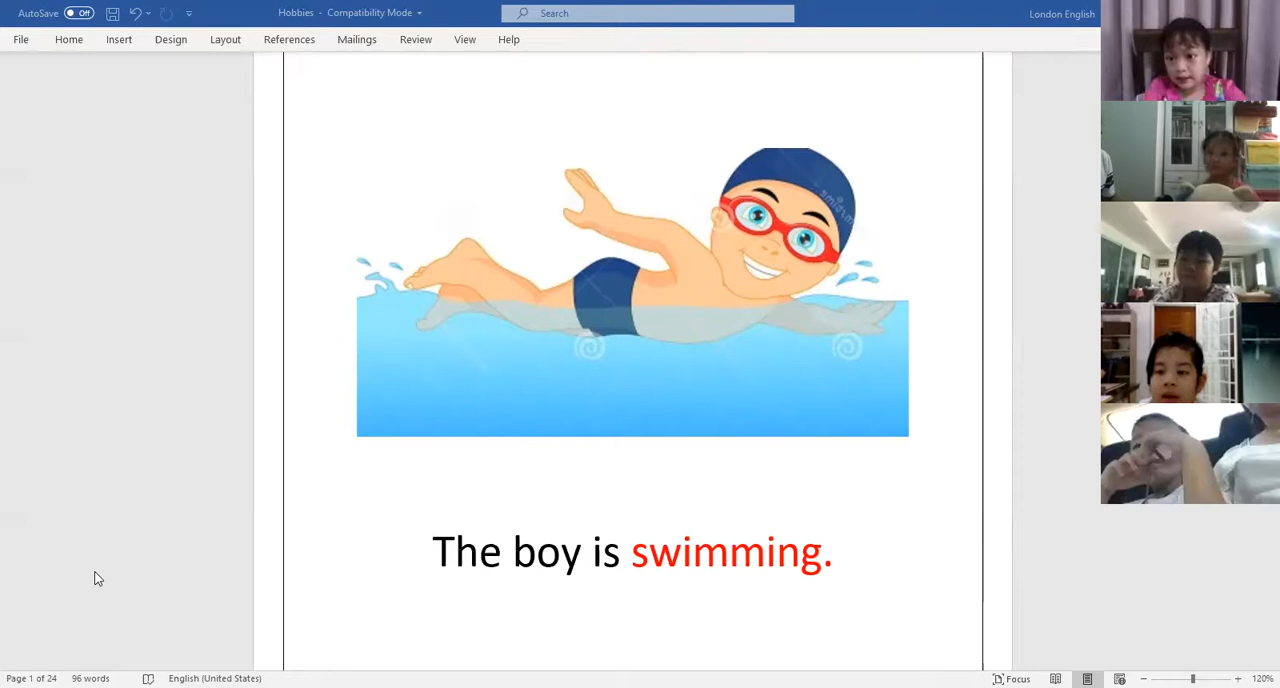 AutoSave Off Hobbies - Compatibility Mode Search London English
File Home Insert Design Layout References Mailings Review View Help
The boy is swimming.
Page 1 of 24 96 words English (United States) Focus 120%